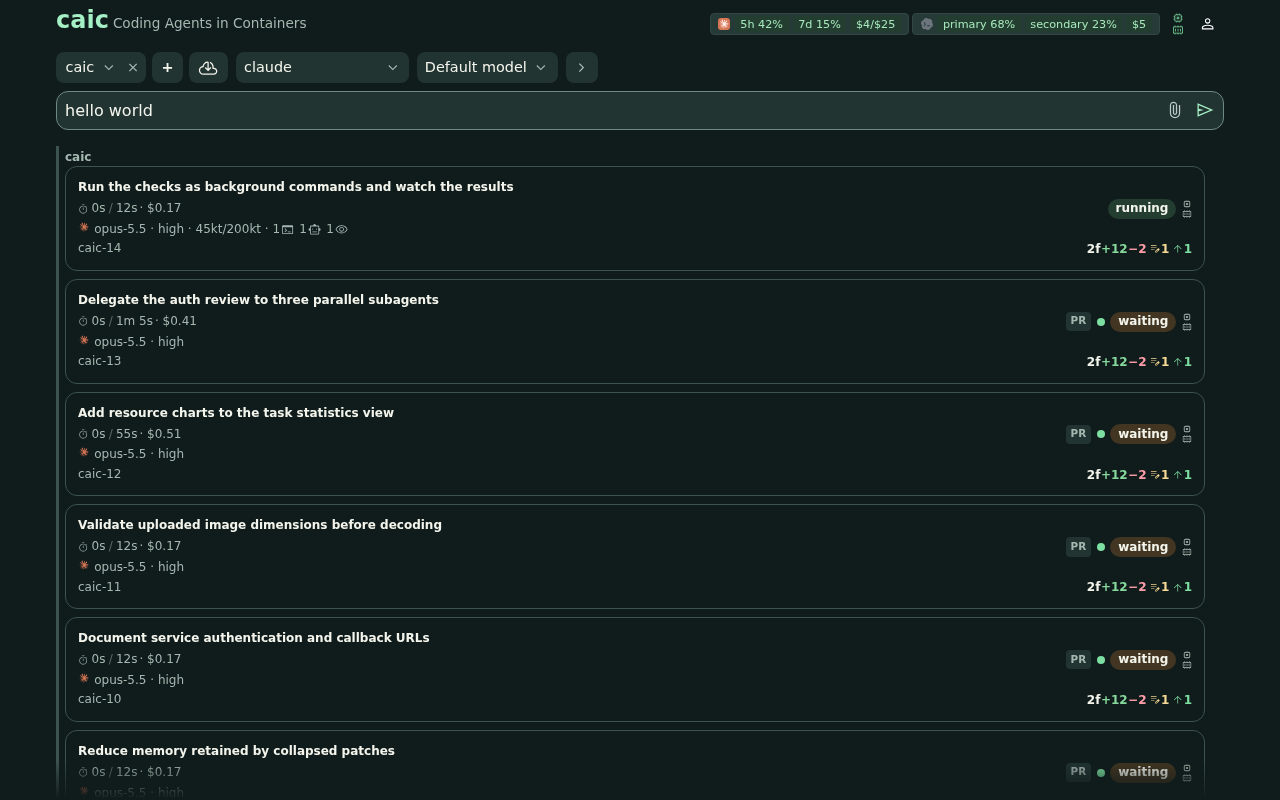 caic Coding Agents in Containers
5h 42% 7d 15% $4/$25
primary 68% secondary 23% $5
caic
+
claude
Default model
hello world
caic
Run the checks as background commands and watch the results
0s / 12s · $0.17
running
opus-5.5 · high · 45kt/200kt · 1 1 1
caic-14
2f+12−2 1 ↑1
Delegate the auth review to three parallel subagents
0s / 1m 5s · $0.41
PR waiting
opus-5.5 · high
caic-13
2f+12−2 1 ↑1
Add resource charts to the task statistics view
0s / 55s · $0.51
PR waiting
opus-5.5 · high
caic-12
2f+12−2 1 ↑1
Validate uploaded image dimensions before decoding
0s / 12s · $0.17
PR waiting
opus-5.5 · high
caic-11
2f+12−2 1 ↑1
Document service authentication and callback URLs
0s / 12s · $0.17
PR waiting
opus-5.5 · high
caic-10
2f+12−2 1 ↑1
Reduce memory retained by collapsed patches
0s / 12s · $0.17
PR waiting
opus-5.5 · high